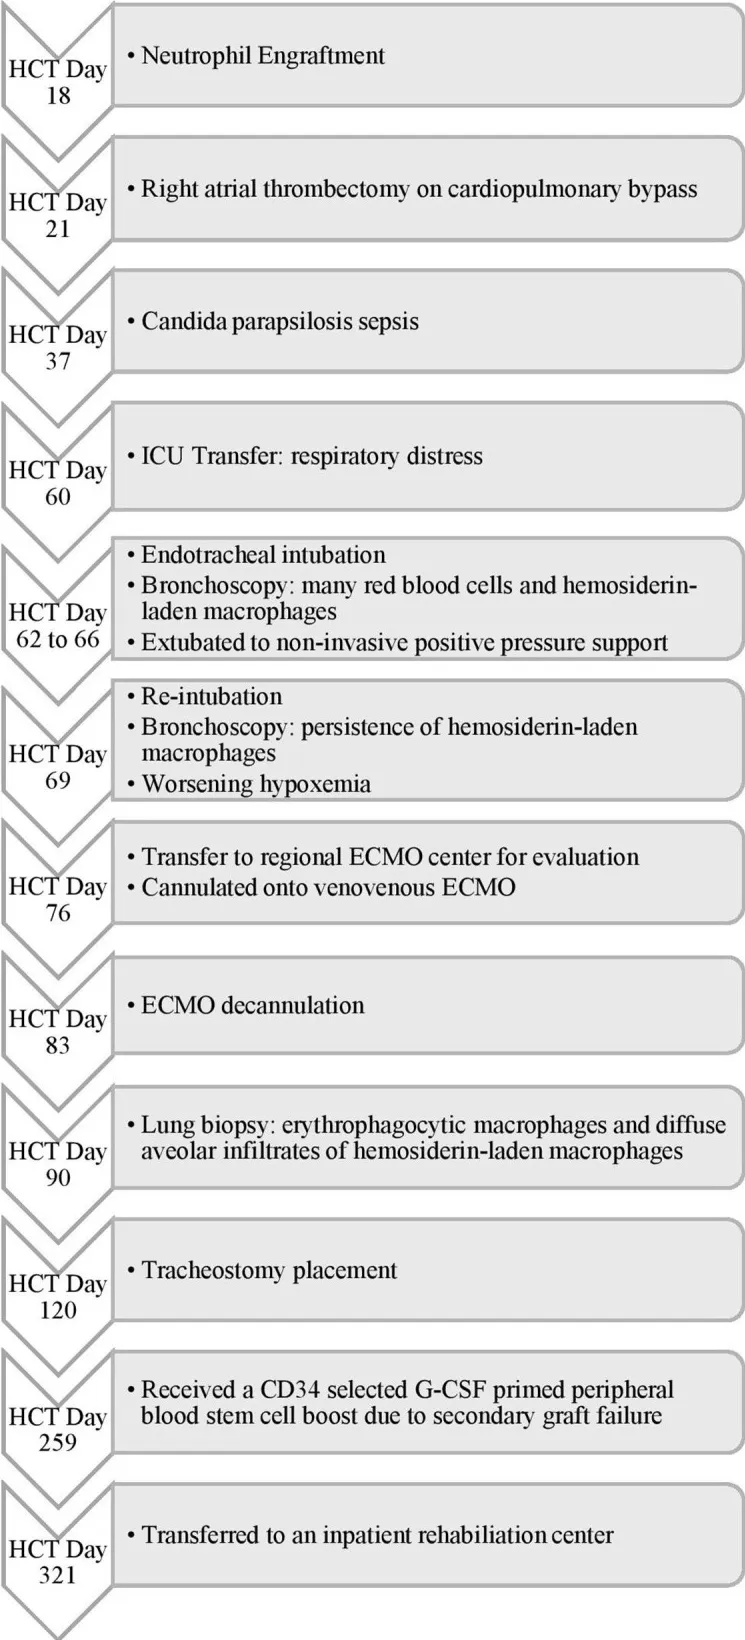 HCT Day
18
• Neutrophil Engraftment
HCT Day
21
• Right atrial thrombectomy on cardiopulmonary bypass
HCT Day
37
• Candida parapsilosis sepsis
HCT Day
60
• ICU Transfer: respiratory distress
HCT Day
62 to 66
• Endotracheal intubation
• Bronchoscopy: many red blood cells and hemosiderin-
laden macrophages
• Extubated to non-invasive positive pressure support
HCT Day
69
• Re-intubation
• Bronchoscopy: persistence of hemosiderin-laden
macrophages
• Worsening hypoxemia
HCT Day
76
• Transfer to regional ECMO center for evaluation
• Cannulated onto venovenous ECMO
HCT Day
83
• ECMO decannulation
HCT Day
90
• Lung biopsy: erythrophagocytic macrophages and diffuse
aveolar infiltrates of hemosiderin-laden macrophages
HCT Day
120
• Tracheostomy placement
HCT Day
259
• Received a CD34 selected G-CSF primed peripheral
blood stem cell boost due to secondary graft failure
HCT Day
321
• Transferred to an inpatient rehabiliation center